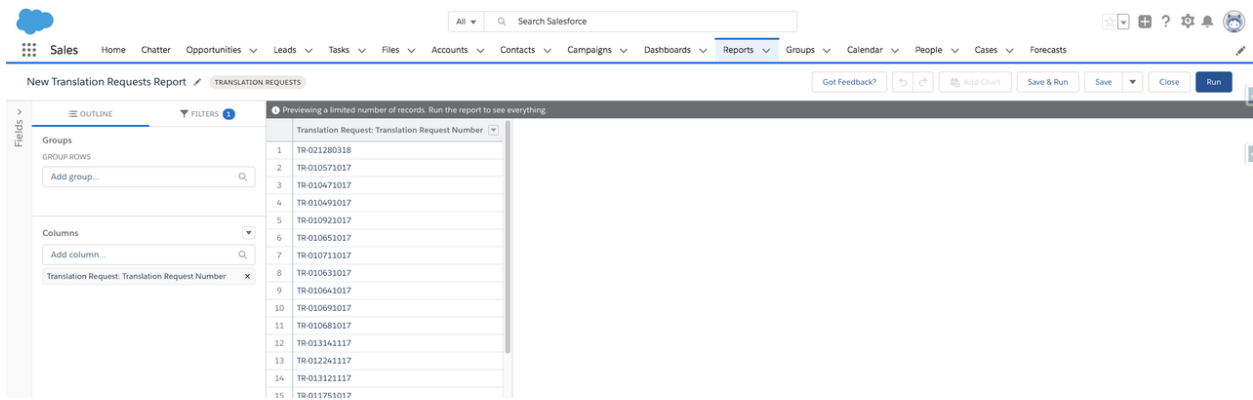 All
Search Salesforce
Sales Home Chatter Opportunities Leads Tasks Files Accounts Contacts Campaigns Dashboards Reports Groups Calendar People Cases Forecasts
New Translation Requests Report TRANSLATION REQUESTS Got Feedback? Add Chart Save & Run Save Close Run
Fields
OUTLINE FILTERS 1
Groups
GROUP ROWS
Add group...
Columns
Add column...
Translation Request: Translation Request Number x
Previewing a limited number of records. Run the report to see everything.
Translation Request: Translation Request Number
1 TR-021280318
2 TR-010571017
3 TR-010471017
4 TR-010491017
5 TR-010921017
6 TR-010651017
7 TR-010711017
8 TR-010631017
9 TR-010641017
10 TR-010691017
11 TR-010681017
12 TR-013141117
13 TR-012241117
14 TR-013121117
15 TR-011751017